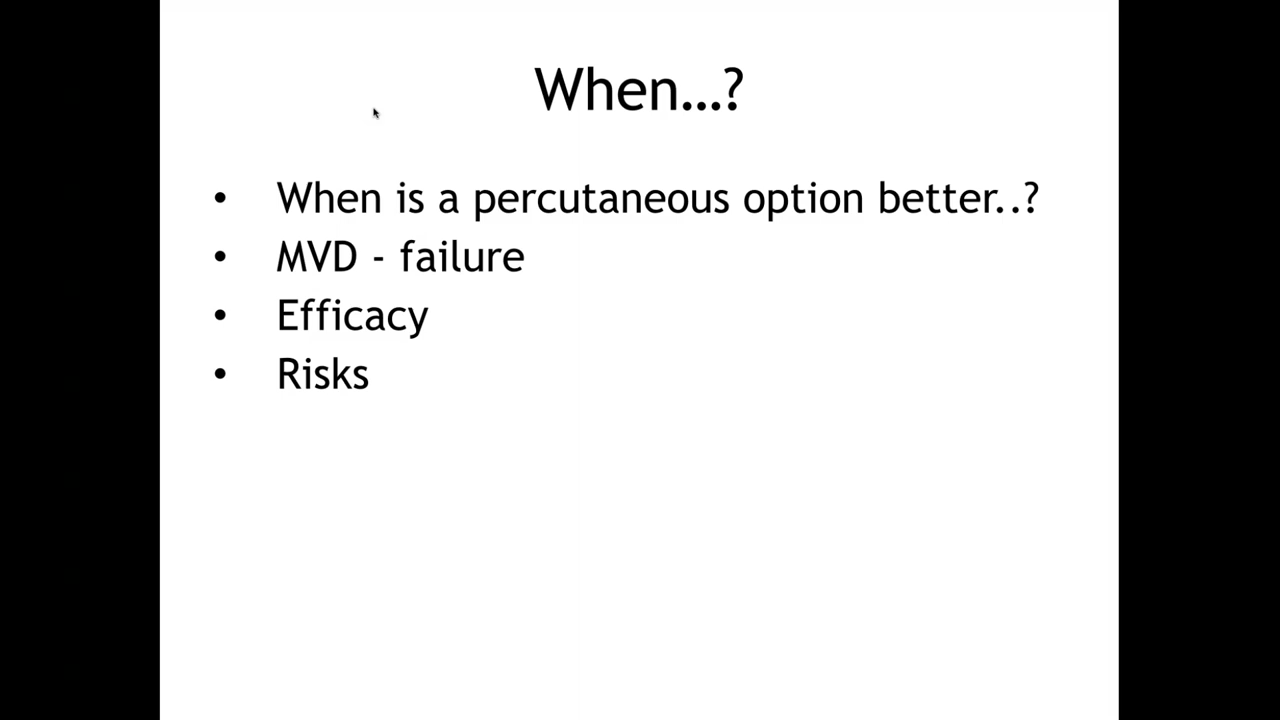 When...?
• When is a percutaneous option better..?
• MVD - failure
• Efficacy
• Risks